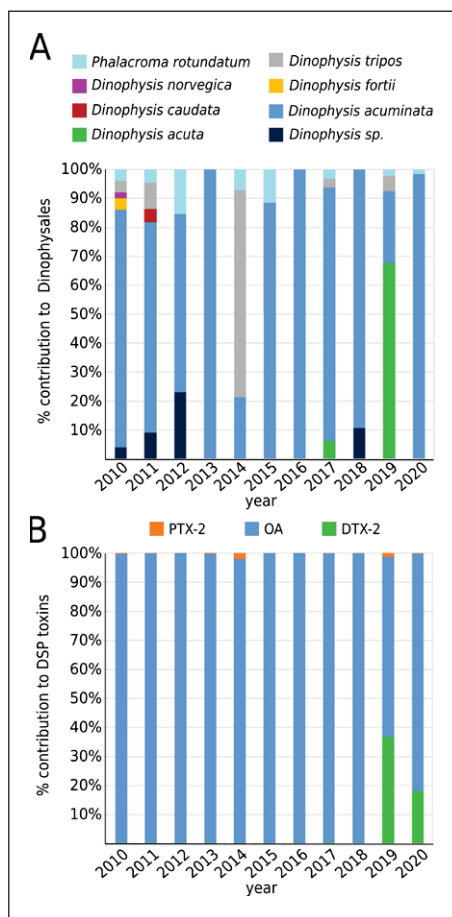 A
Phalacroma rotundatum
Dinophysis tripos
Dinophysis norvegica
Dinophysis fortii
Dinophysis caudata
Dinophysis acuminata
Dinophysis acuta
Dinophysis sp.
% contribution to Dinophysales
100%
90%
80%
70%
60%
50%
40%
30%
20%
10%
2010 2011 2012 2013 2014 2015 2016 2017 2018 2019 2020
year
B
PTX-2 OA DTX-2
% contribution to DSP toxins
100%
90%
80%
70%
60%
50%
40%
30%
20%
10%
2010 2011 2012 2013 2014 2015 2016 2017 2018 2019 2020
year